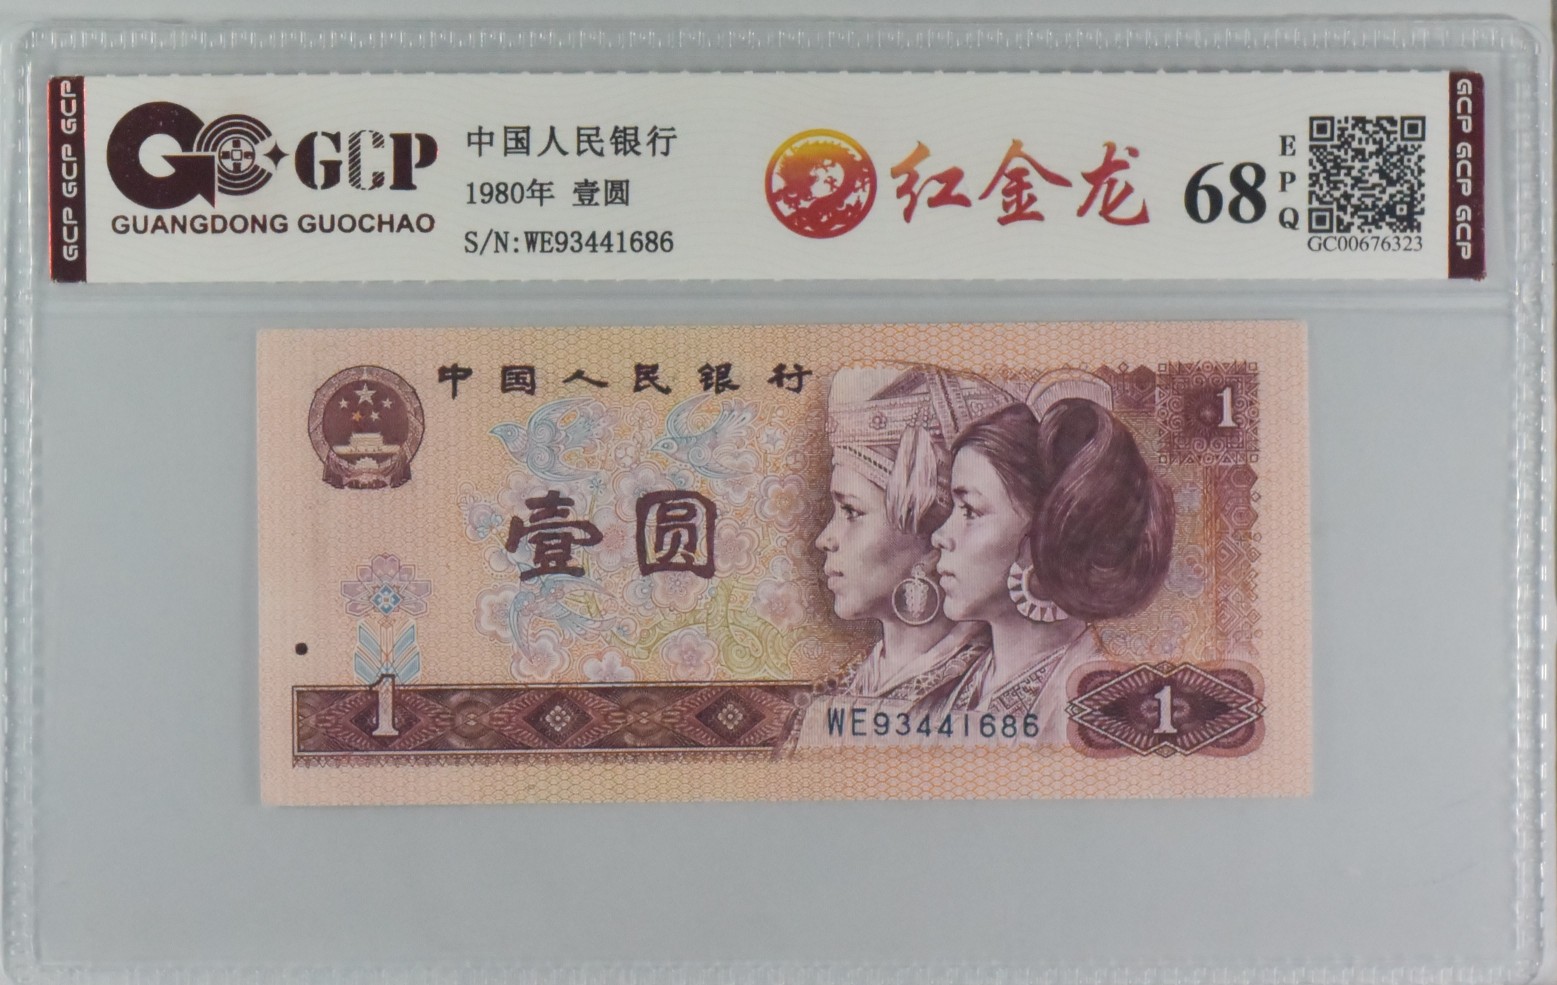 GCP GCP GCP
GCP
GUANGDONG GUOCHAO
中国人民银行
1980年 壹圆
S/N:WE93441686
红金龙
68
EPQ
GC00676323
GCP GCP GCP
中国人民银行
1
壹圆
1
WE93441686
1